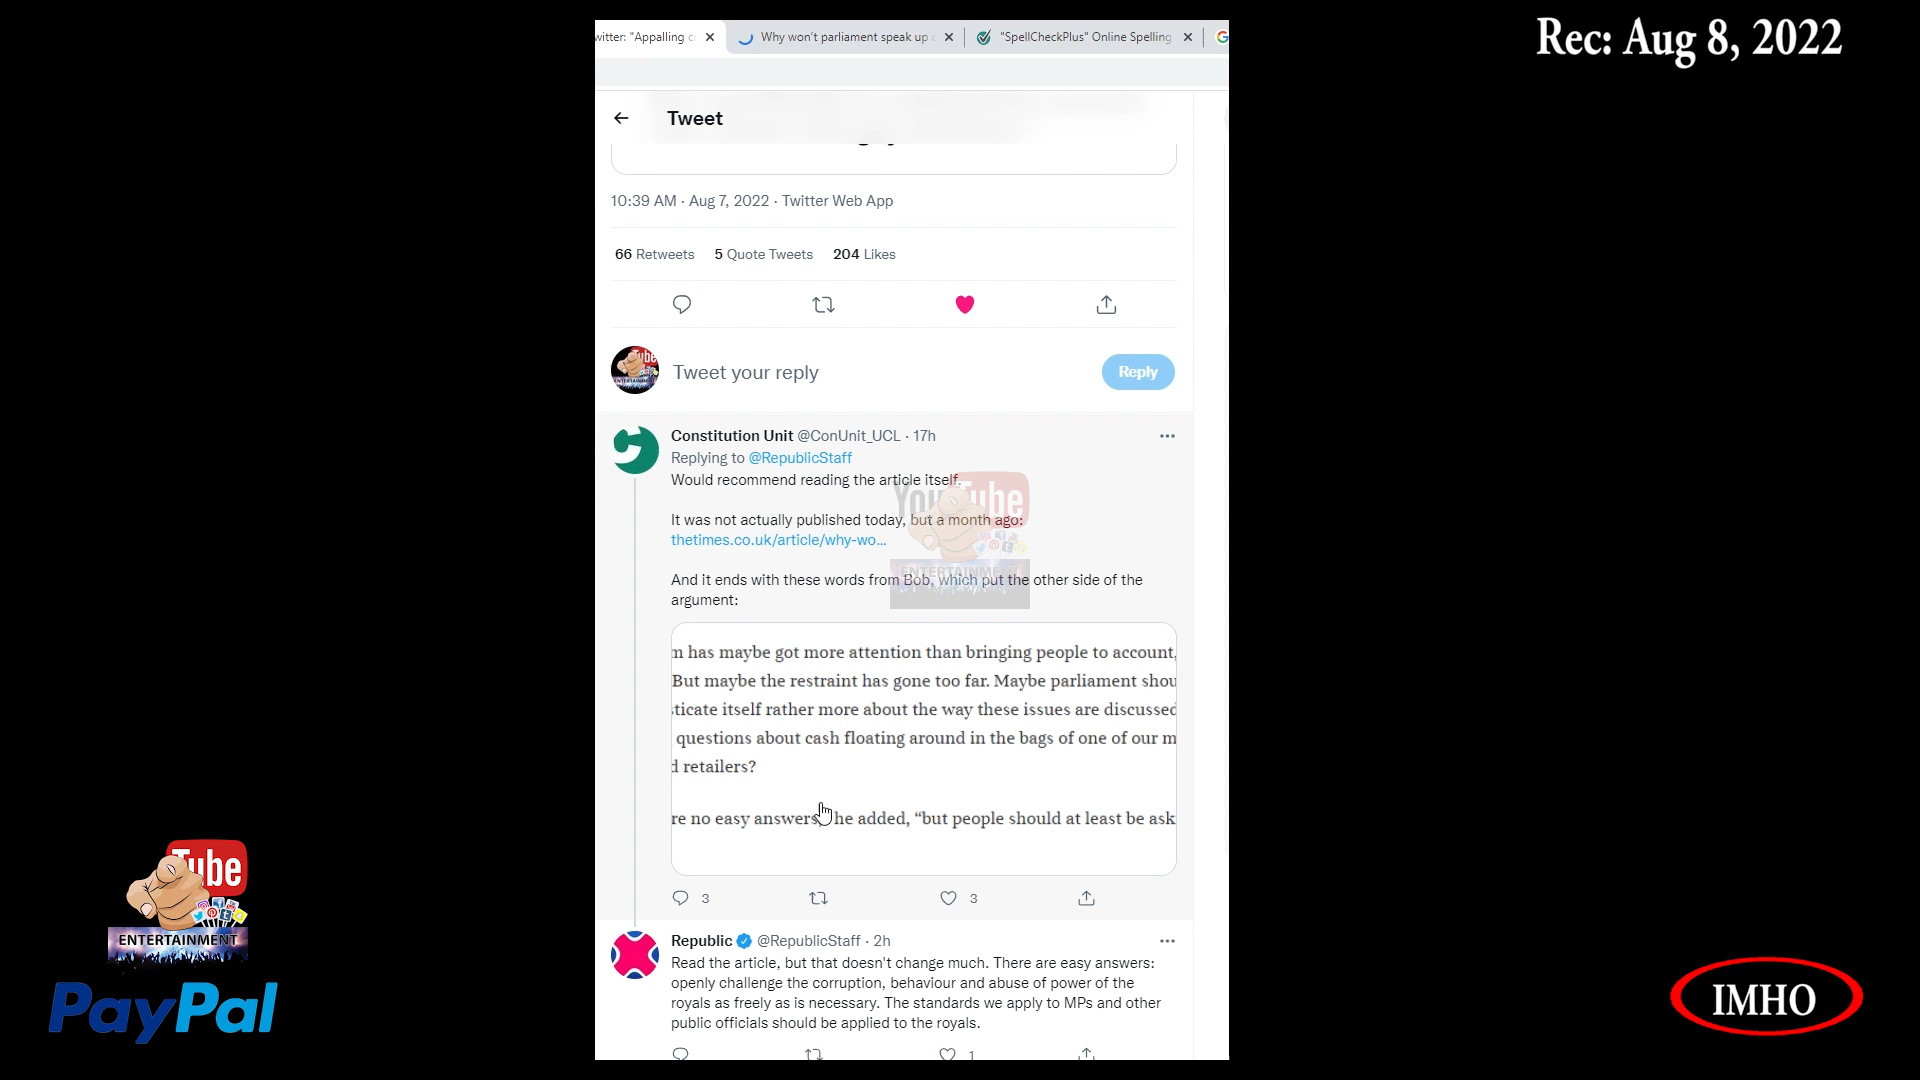 Rec: Aug 8, 2022
witter: "Appalling
Why won't parliament speak up
"SpellCheckPlus" Online Spelling
Tweet
10:39 AM · Aug 7, 2022 · Twitter Web App
66 Retweets 5 Quote Tweets 204 Likes
Tweet your reply
Reply
Constitution Unit @ConUnit_UCL · 17h
Replying to @RepublicStaff
Would recommend reading the article itself.
It was not actually published today, but a month ago:
thetimes.co.uk/article/why-wo...
And it ends with these words from Bob, which put the other side of the
argument:
YouTube
ENTERTAINMENT
m has maybe got more attention than bringing people to account,
But maybe the restraint has gone too far. Maybe parliament shou
sticate itself rather more about the way these issues are discussed
questions about cash floating around in the bags of one of our m
d retailers?
re no easy answers, he added, “but people should at least be ask
3 3
Republic @RepublicStaff · 2h
Read the article, but that doesn't change much. There are easy answers:
openly challenge the corruption, behaviour and abuse of power of the
royals as freely as is necessary. The standards we apply to MPs and other
public officials should be applied to the royals.
1
Tube
ENTERTAINMENT
PayPal
IMHO